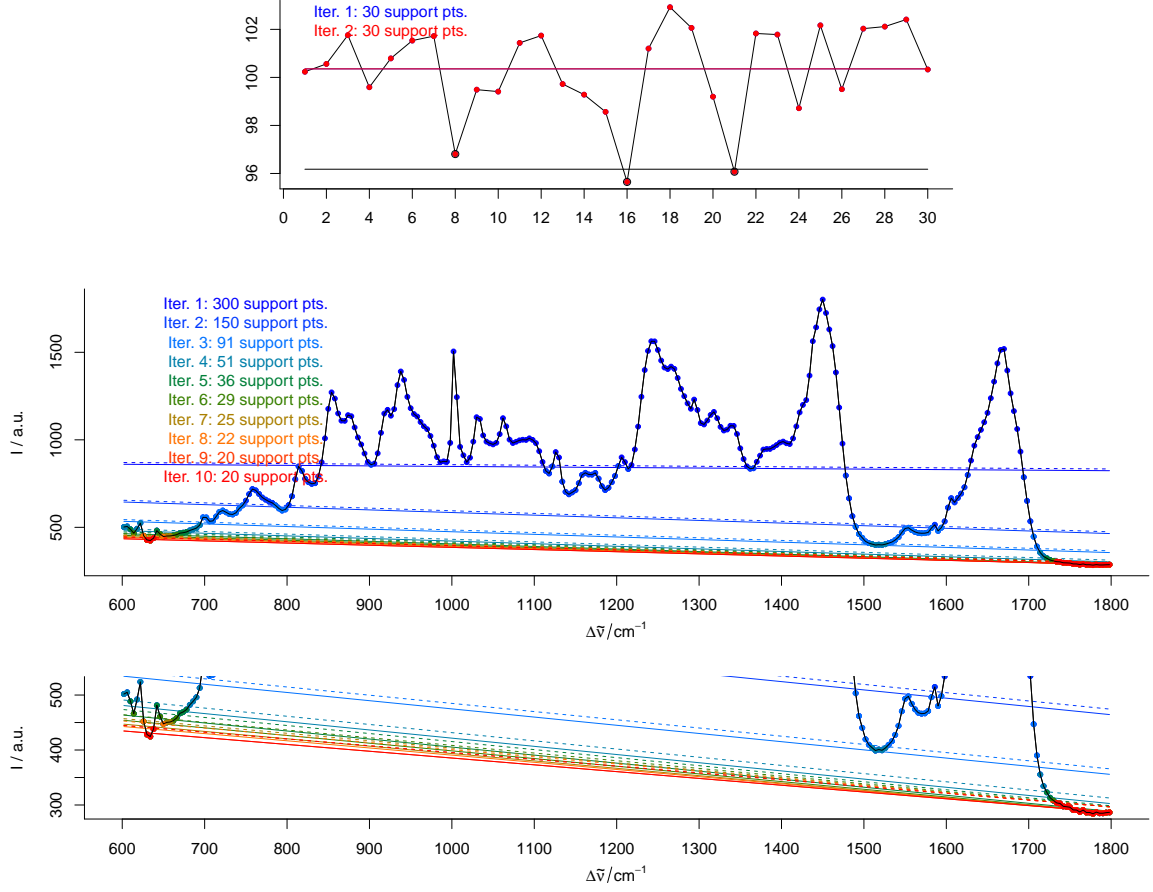 Iter. 1: 30 support pts.
Iter. 2: 30 support pts.
102
100
98
96
0 2 4 6 8 10 12 14 16 18 20 22 24 26 28 30
Iter. 1: 300 support pts.
Iter. 2: 150 support pts.
Iter. 3: 91 support pts.
Iter. 4: 51 support pts.
Iter. 5: 36 support pts.
Iter. 6: 29 support pts.
Iter. 7: 25 support pts.
Iter. 8: 22 support pts.
Iter. 9: 20 support pts.
Iter. 10: 20 support pts.
I / a.u.
1500
1000
500
600 700 800 900 1000 1100 1200 1300 1400 1500 1600 1700 1800
Δṽ/cm⁻¹
I / a.u.
500
400
300
600 700 800 900 1000 1100 1200 1300 1400 1500 1600 1700 1800
Δṽ/cm⁻¹